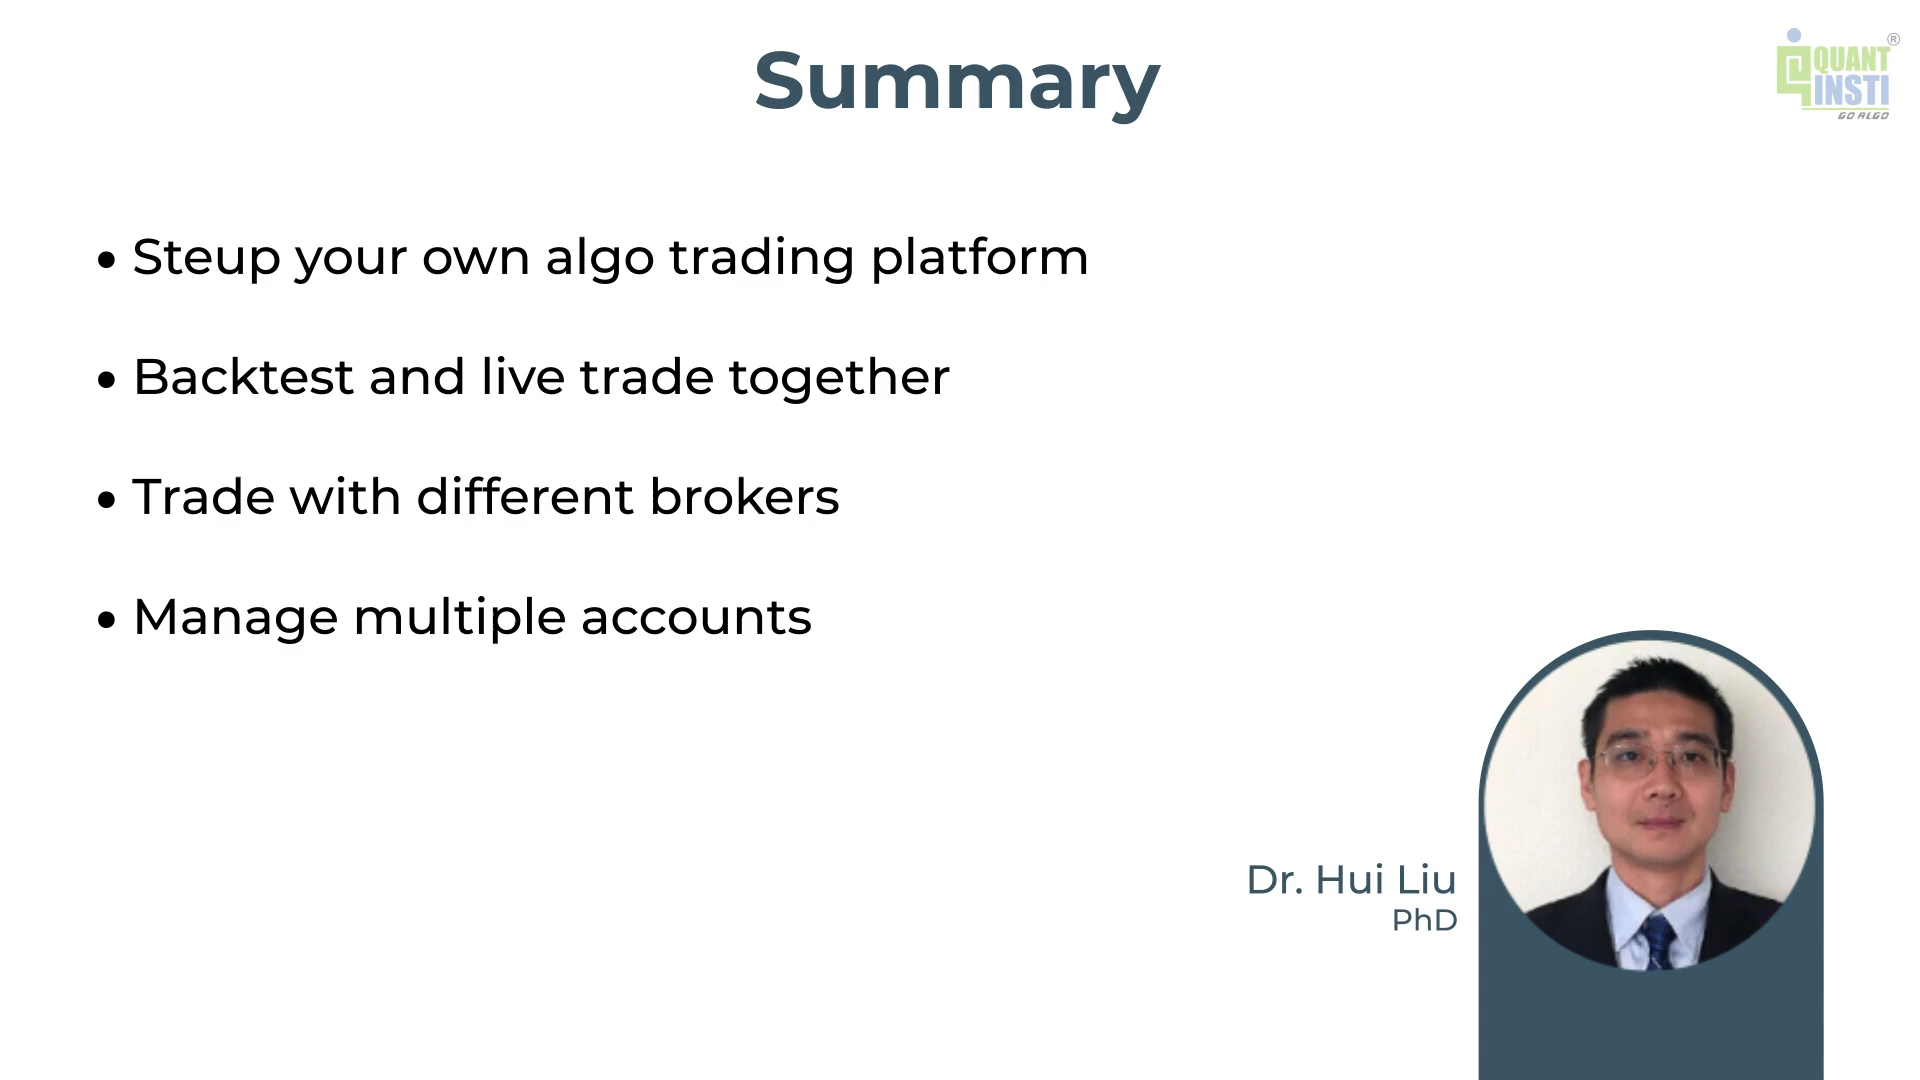 Summary
QUANT
INSTI
®
GO ALGO
• Steup your own algo trading platform
• Backtest and live trade together
• Trade with different brokers
• Manage multiple accounts
Dr. Hui Liu
PhD